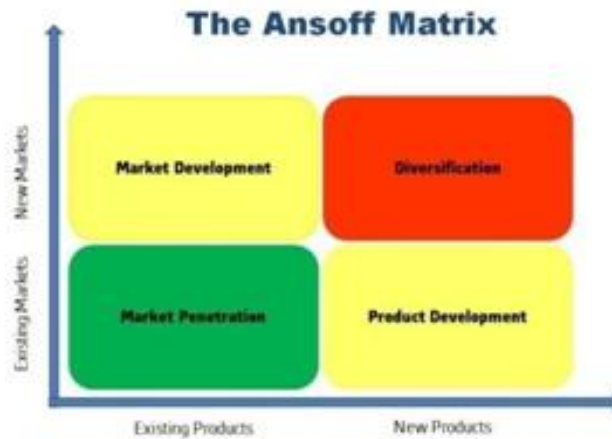 The Ansoff Matrix
New Markets
Market Development
Diversification
Existing Markets
Market Penetration
Product Development
Existing Products
New Products